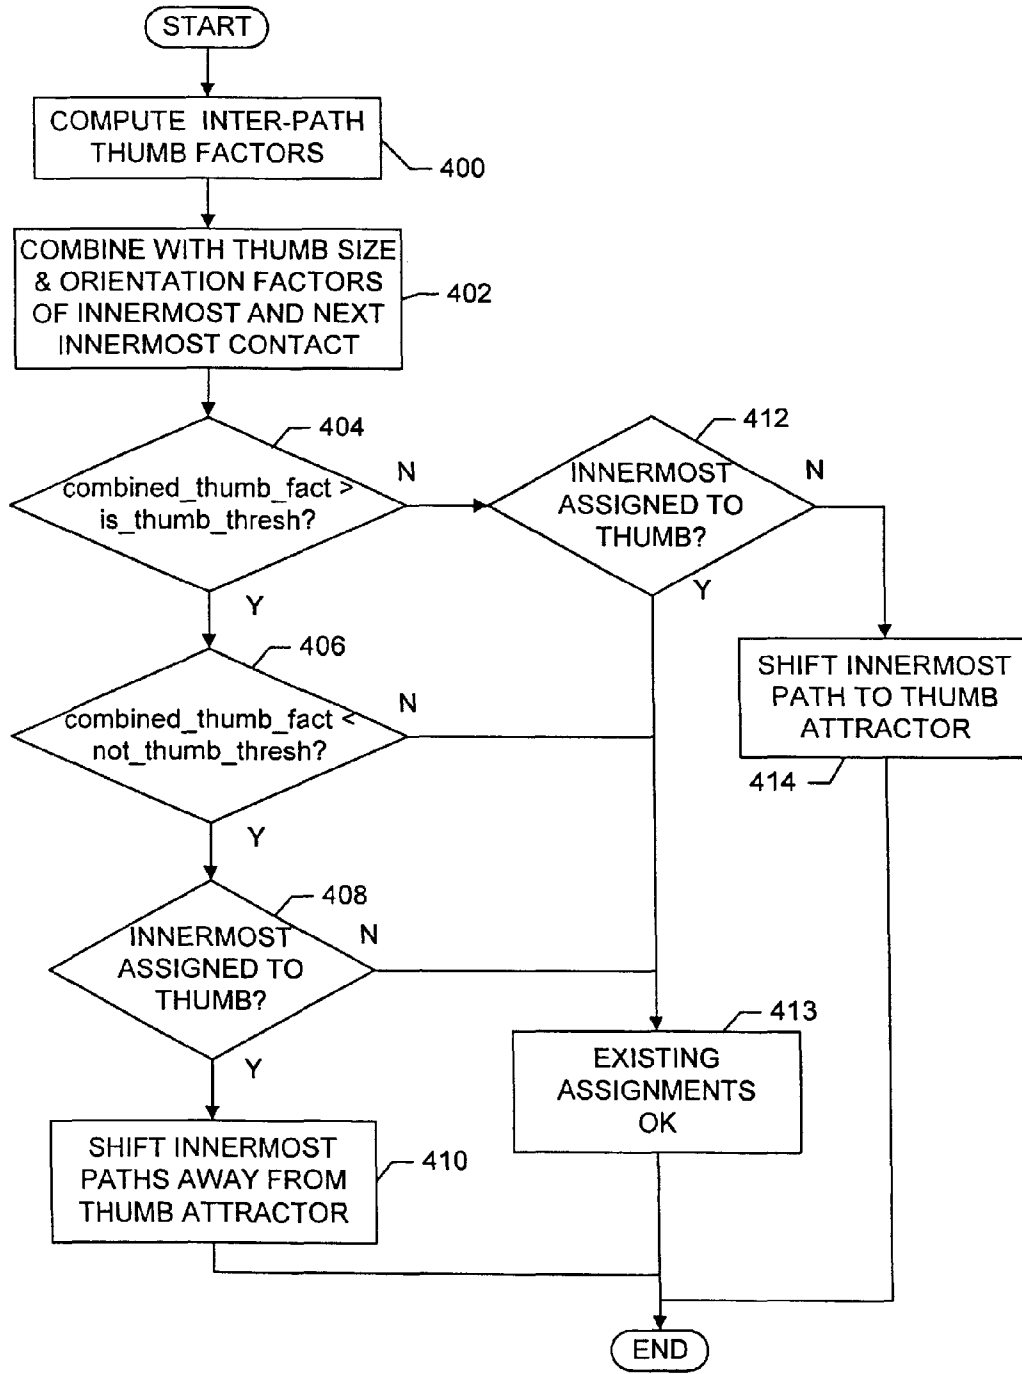 START
COMPUTE INTER-PATH
THUMB FACTORS
400
COMBINE WITH THUMB SIZE
& ORIENTATION FACTORS
OF INNERMOST AND NEXT
INNERMOST CONTACT
402
404
combined_thumb_fact >
is_thumb_thresh?
N
Y
412
INNERMOST
ASSIGNED TO
THUMB?
N
Y
406
combined_thumb_fact <
not_thumb_thresh?
N
Y
SHIFT INNERMOST
PATH TO THUMB
ATTRACTOR
414
408
INNERMOST
ASSIGNED TO
THUMB?
N
Y
413
EXISTING
ASSIGNMENTS
OK
SHIFT INNERMOST
PATHS AWAY FROM
THUMB ATTRACTOR
410
END